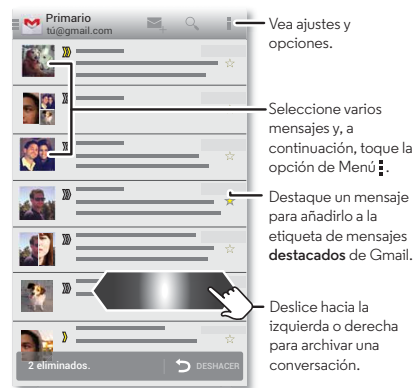 Primario
tú@gmail.com
Vea ajustes y
opciones.
Seleccione varios
mensajes y, a
continuación, toque la
opción de Menú .
Destaque un mensaje
para añadirlo a la
etiqueta de mensajes
destacados de Gmail.
Deslice hacia la
izquierda o derecha
para archivar una
conversación.
2 eliminados.
DESHACER